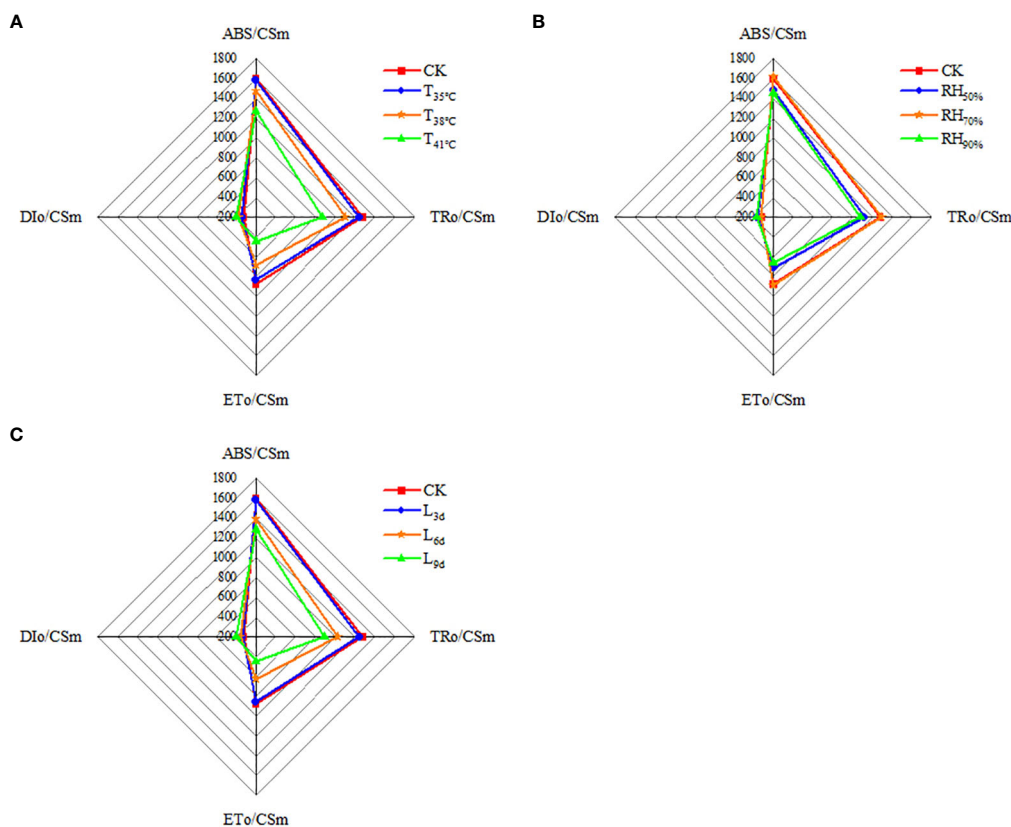 A
ABS/CSm
1800
1600
1400
1200
1000
800
600
400
200
DIo/CSm
TRo/CSm
ETo/CSm
CK
T35°C
T38°C
T41°C
B
ABS/CSm
1800
1600
1400
1200
1000
800
600
400
200
DIo/CSm
TRo/CSm
ETo/CSm
CK
RH50%
RH70%
RH90%
C
ABS/CSm
1800
1600
1400
1200
1000
800
600
400
200
DIo/CSm
TRo/CSm
ETo/CSm
CK
L3d
L6d
L9d